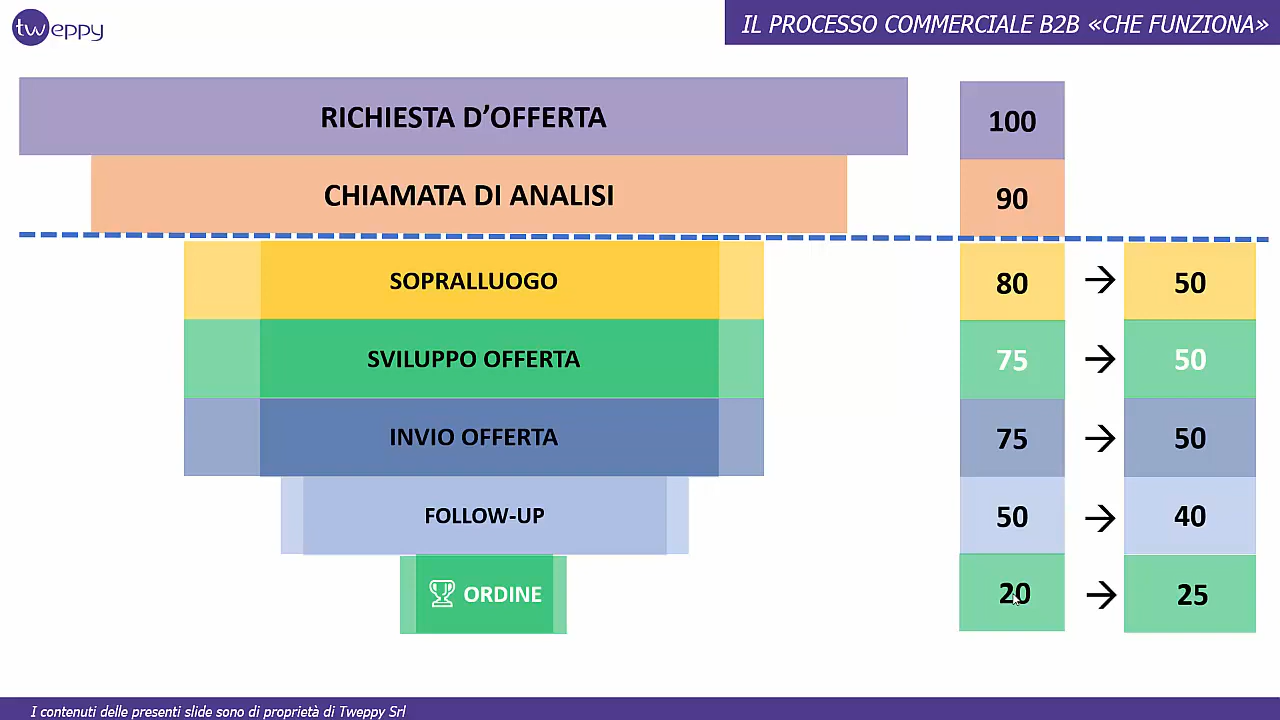 tweppy
IL PROCESSO COMMERCIALE B2B «CHE FUNZIONA»
RICHIESTA D’OFFERTA
100
CHIAMATA DI ANALISI
90
SOPRALLUOGO
80 → 50
SVILUPPO OFFERTA
75 → 50
INVIO OFFERTA
75 → 50
FOLLOW-UP
50 → 40
ORDINE
20 → 25
I contenuti delle presenti slide sono di proprietà di Tweppy Srl